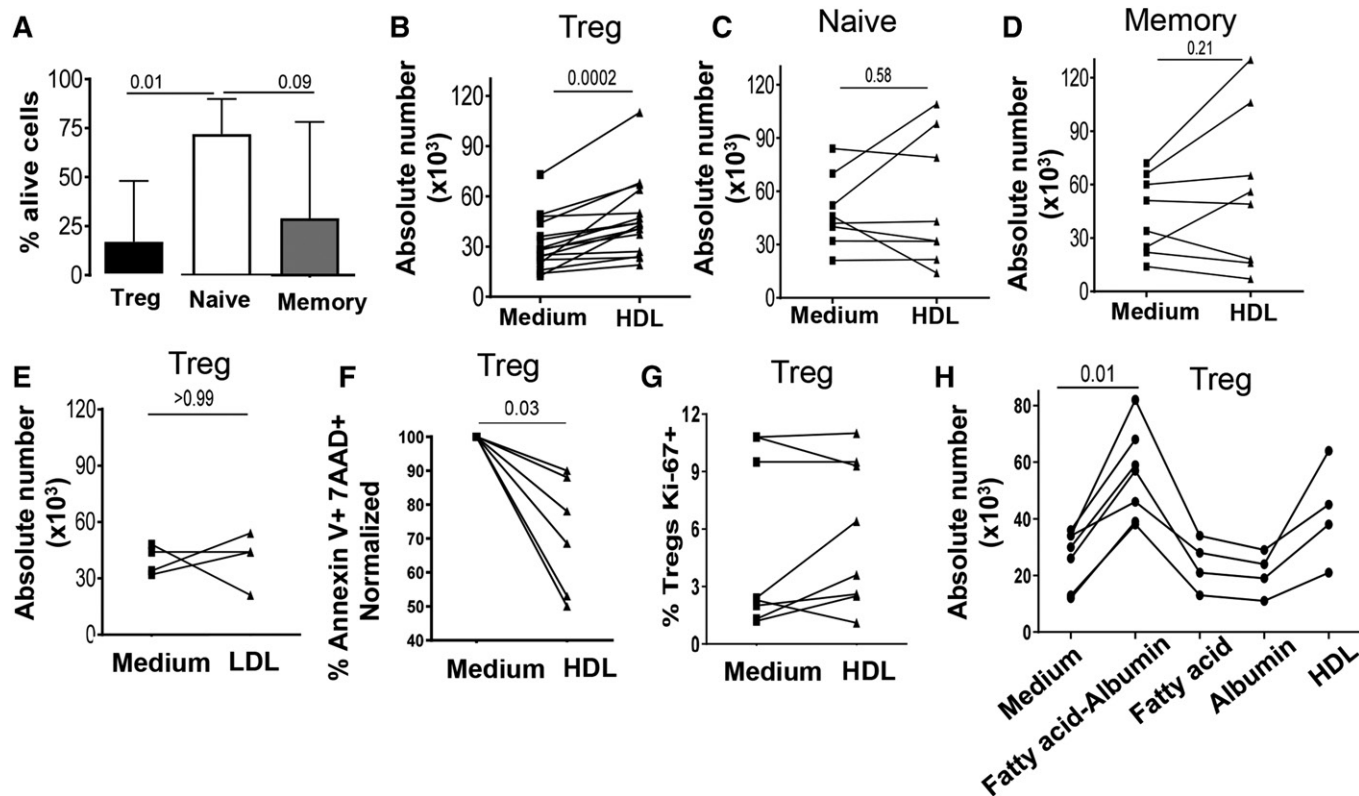 A
% alive cells
100
75
50
25
0
0.01
0.09
Treg
Naive
Memory
B
Treg
Absolute number
(x10³)
120
90
60
30
0
0.0002
Medium
HDL
C
Naive
Absolute number
(x10³)
120
90
60
30
0
0.58
Medium
HDL
D
Memory
Absolute number
(x10³)
120
90
60
30
0
0.21
Medium
HDL
E
Treg
Absolute number
(x10³)
120
90
60
30
0
>0.99
Medium
LDL
F
Treg
% Annexin V+ 7AAD+
Normalized
100
90
80
70
60
50
40
0.03
Medium
HDL
G
Treg
% Tregs Ki-67+
12
9
6
3
0
Medium
HDL
H
Treg
Absolute number
(x10³)
80
60
40
20
0
0.01
Medium
Fatty acid-Albumin
Fatty acid
Albumin
HDL